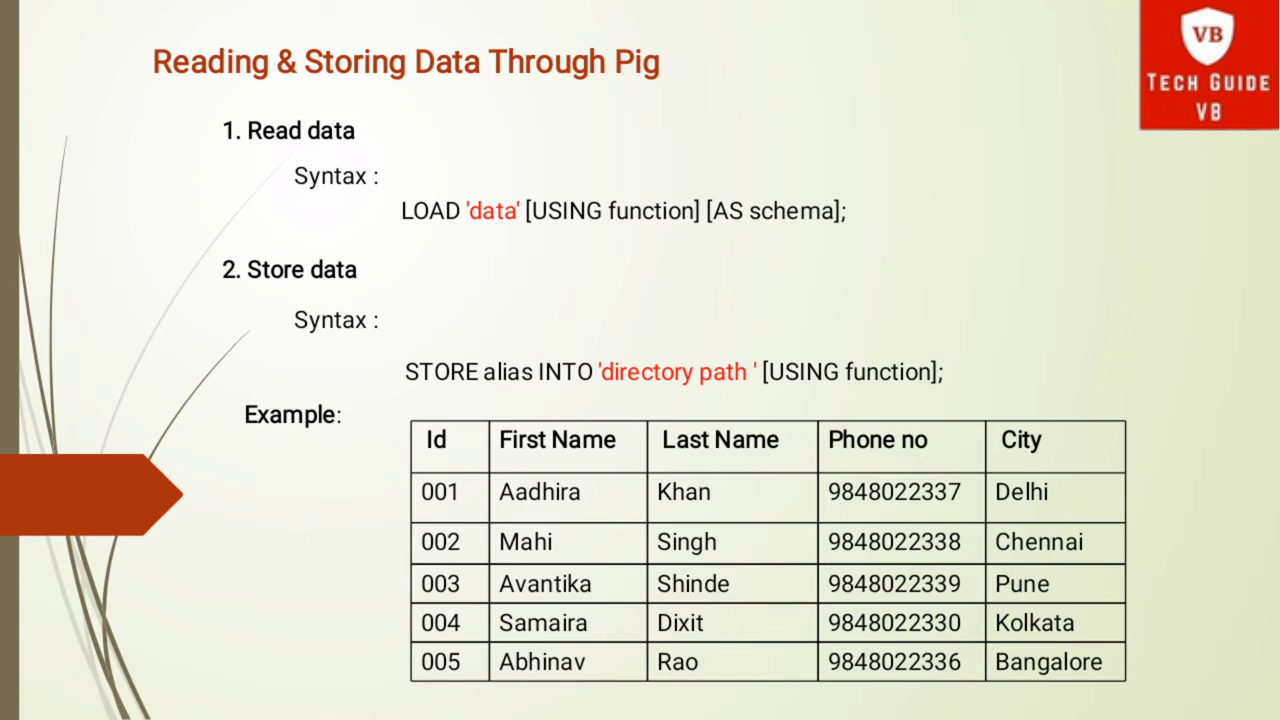 Reading & Storing Data Through Pig
VB
TECH GUIDE
VB
1. Read data
Syntax :
LOAD 'data' [USING function] [AS schema];
2. Store data
Syntax :
STORE alias INTO 'directory path ' [USING function];
Example:
Id First Name Last Name Phone no City
001 Aadhira Khan 9848022337 Delhi
002 Mahi Singh 9848022338 Chennai
003 Avantika Shinde 9848022339 Pune
004 Samaira Dixit 9848022330 Kolkata
005 Abhinav Rao 9848022336 Bangalore